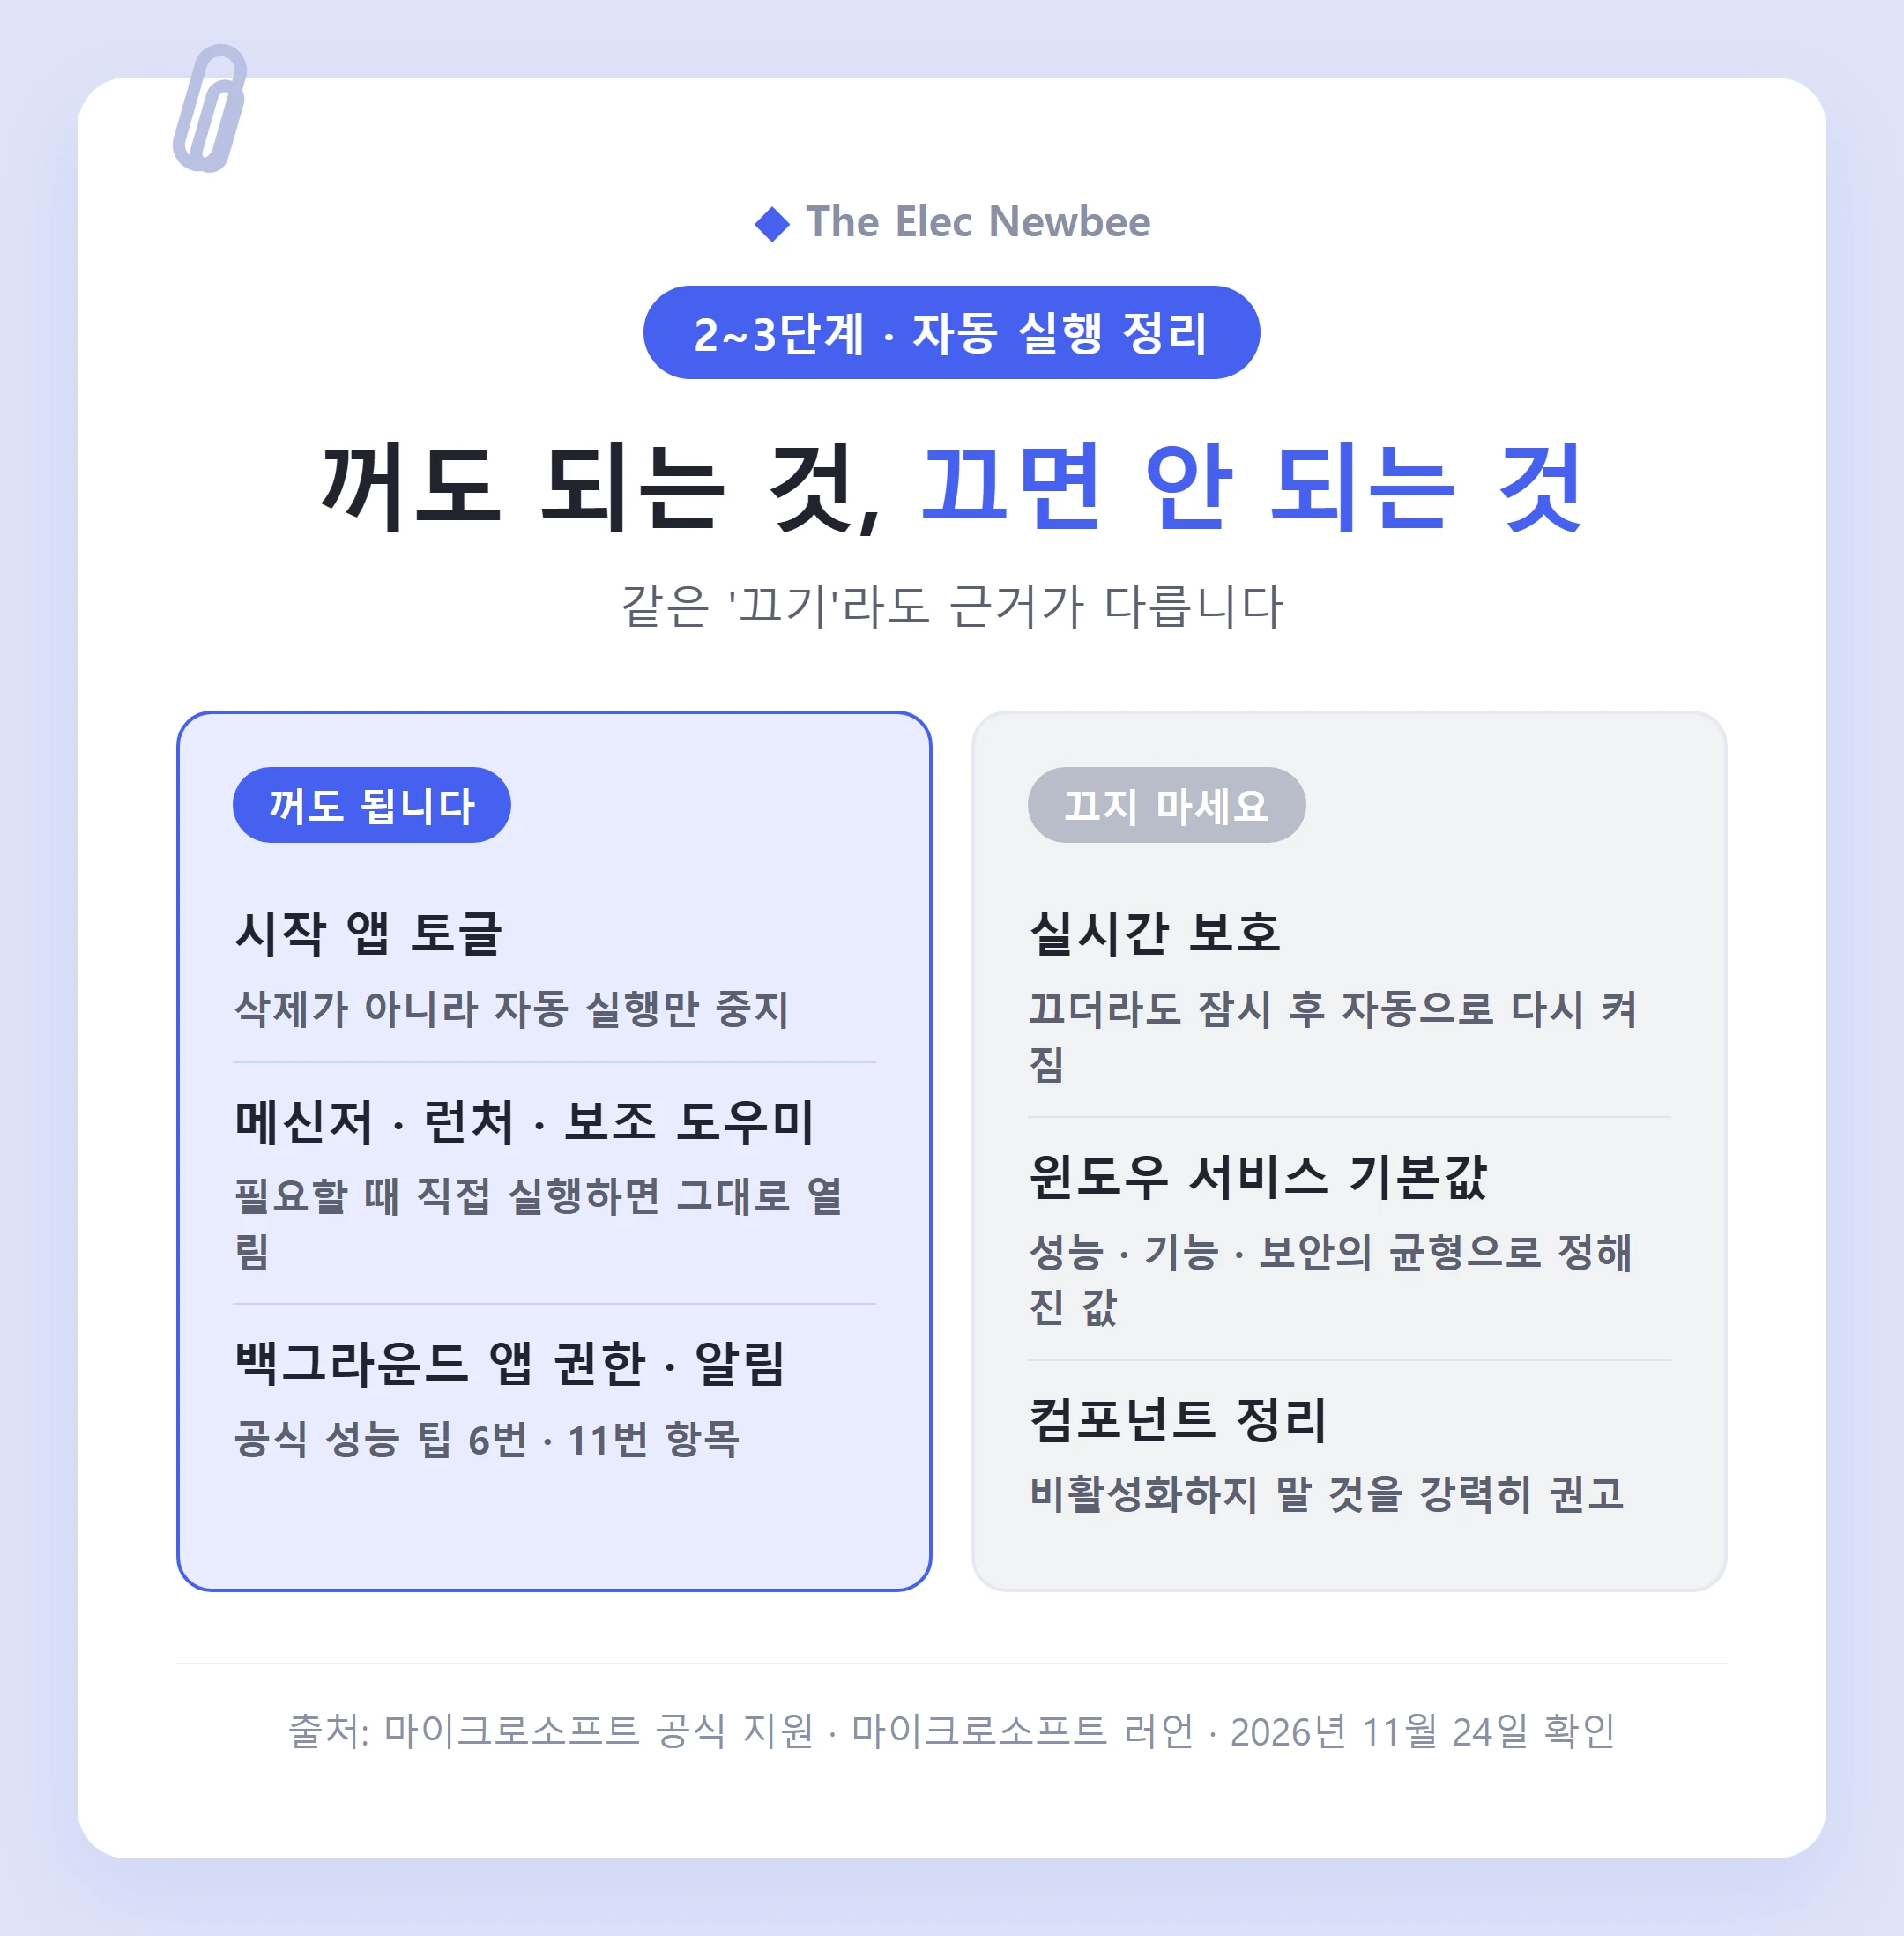 The Elec Newbee
2~3단계 · 자동 실행 정리
꺼도 되는 것, 끄면 안 되는 것
같은 '끄기'라도 근거가 다릅니다
꺼도 됩니다
시작 앱 토글
삭제가 아니라 자동 실행만 중지
메신저 · 런처 · 보조 도우미
필요할 때 직접 실행하면 그대로 열
림
백그라운드 앱 권한 · 알림
공식 성능 팁 6번 · 11번 항목
끄지 마세요
실시간 보호
끄더라도 잠시 후 자동으로 다시 켜
짐
윈도우 서비스 기본값
성능 · 기능 · 보안의 균형으로 정해
진 값
컴포넌트 정리
비활성화하지 말 것을 강력히 권고
출처: 마이크로소프트 공식 지원 · 마이크로소프트 러언 · 2026년 11월 24일 확인